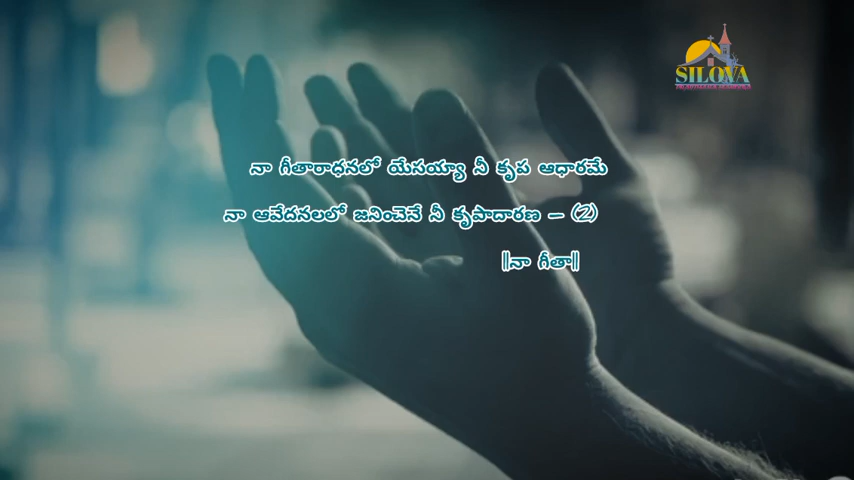 SILOVA
నా గీతారాధనలో యేసయ్యా నీ కృప ఆధారమే
నా ఆవేదనలలో జనించెనే నీ కృపాదారణ – (2)
||నా గీతా||